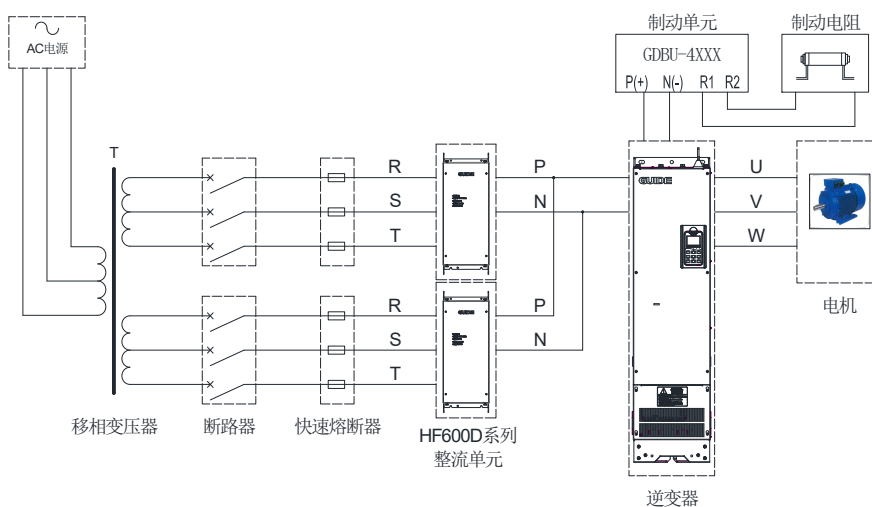 AC电源
制动单元
GDBU-4XXX
P(+) N(-) R1 R2
制动电阻
T
R
S
T
P
N
GUIDE
GUIDE
U
V
W
电机
R
S
T
P
N
GUIDE
移相变压器
断路器
快速熔断器
HF600D系列
整流单元
逆变器